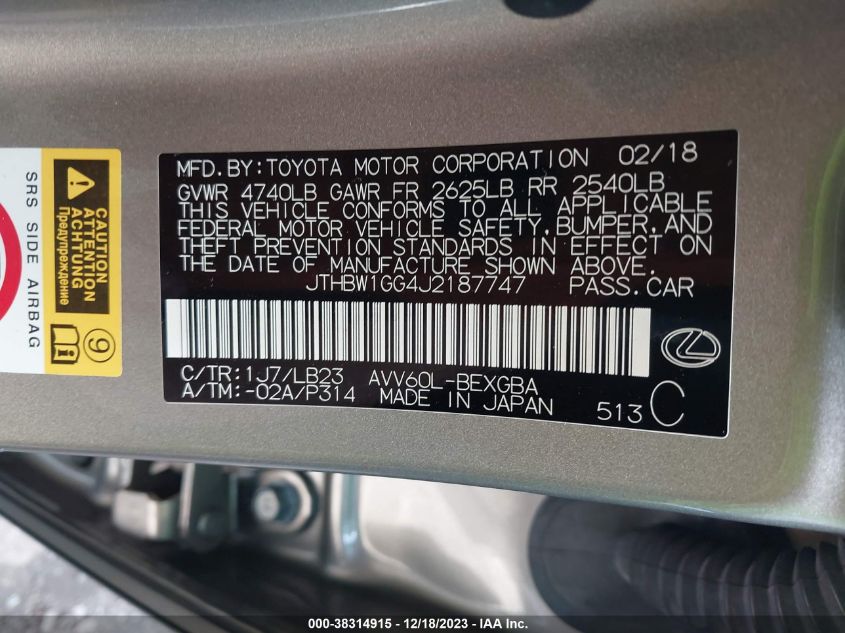 SRS SIDE AIRBAG
CAUTION
ATTENTION
ACHTUNG
Предупреждение
9
MFD.BY:TOYOTA MOTOR CORPORATION 02/18
GVWR 4740LB GAWR FR 2625LB RR 2540LB
THIS VEHICLE CONFORMS TO ALL APPLICABLE
FEDERAL MOTOR VEHICLE SAFETY,BUMPER,AND
THEFT PREVENTION STANDARDS IN EFFECT ON
THE DATE OF MANUFACTURE SHOWN ABOVE.
JTHBW1GG4J2187747 PASS.CAR
C/TR:1J7/LB23 AVV60L-BEXGBA
A/TM:-02A/P314 MADE IN JAPAN 513 C
000-38314915 - 12/18/2023 - IAAI.COM